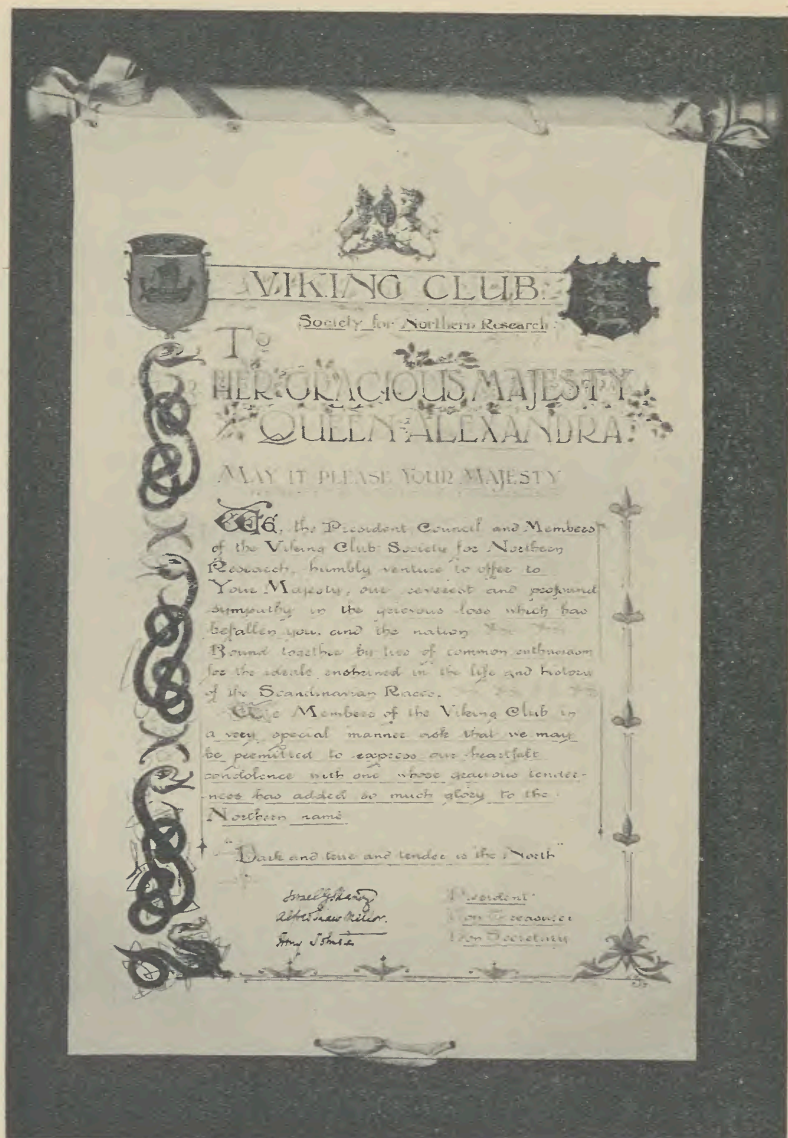 VIKING CLUB
Society for Northern Research
To
HER GRACIOUS MAJESTY
QUEEN ALEXANDRA
MAY IT PLEASE YOUR MAJESTY
We, the President Council and Members
of the Viking Club Society for Northern
Research, humbly venture to offer to
Your Majesty, our reverent and profound
sympathy in the grievous loss which has
befallen you, and the nation
Bound together by ties of common enthusiasm
for the ideals enshrined in the life and history
of the Scandinavian Races.
We Members of the Viking Club in
a very special manner ask that we may
be permitted to express our heartfelt
condolence with one whose gracious tender-
ness has added so much glory to the
Northern name
"Dark and true and tender is the North"
President
Hon Treasurer
Hon Secretary